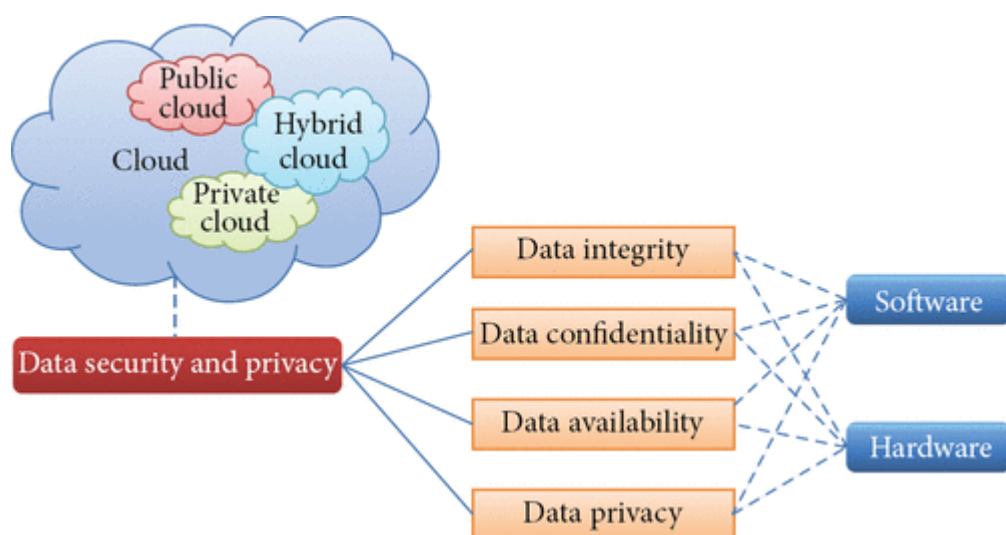 Public
cloud
Hybrid
cloud
Cloud
Private
cloud
Data integrity
Software
Data confidentiality
Data security and privacy
Data availability
Hardware
Data privacy